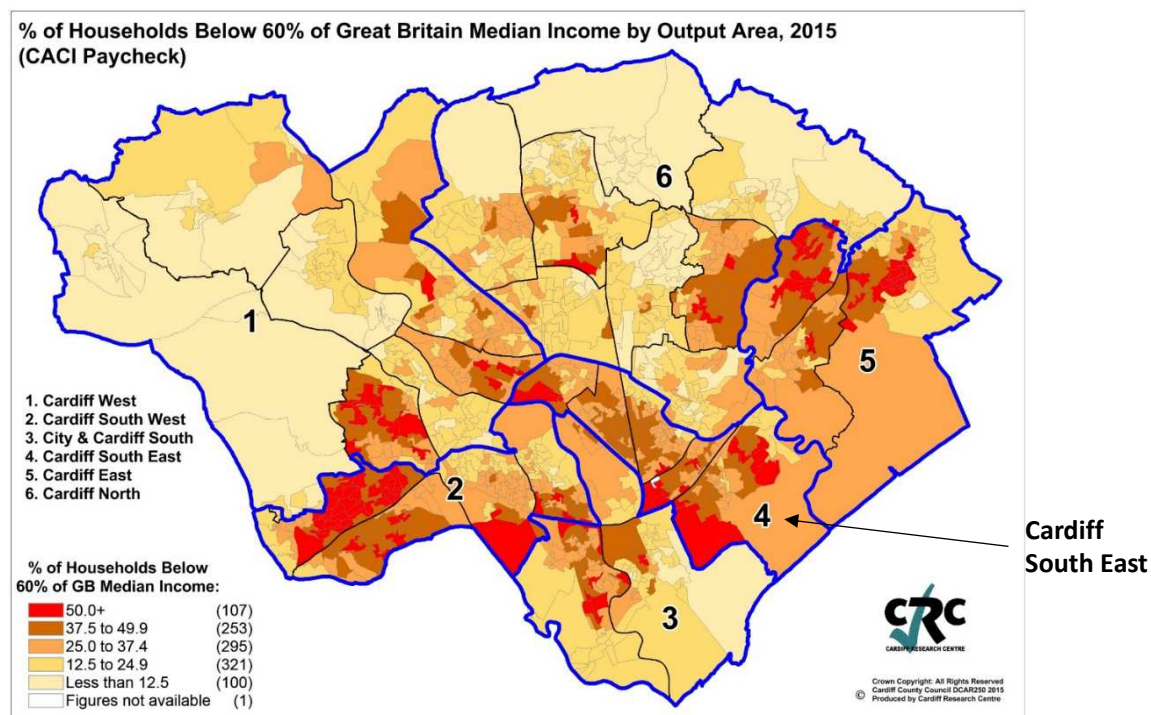 % of Households Below 60% of Great Britain Median Income by Output Area, 2015
(CACI Paycheck)
6
1
5
1. Cardiff West
2. Cardiff South West
3. City & Cardiff South
4. Cardiff South East
5. Cardiff East
6. Cardiff North
2
4
Cardiff
South East
3
% of Households Below
60% of GB Median Income:
50.0+ (107)
37.5 to 49.9 (253)
25.0 to 37.4 (295)
12.5 to 24.9 (321)
Less than 12.5 (100)
Figures not available (1)
CRC
CARDIFF RESEARCH CENTRE
Crown Copyright: All Rights Reserved
© Cardiff County Council DCAR250 2015
Produced by Cardiff Research Centre